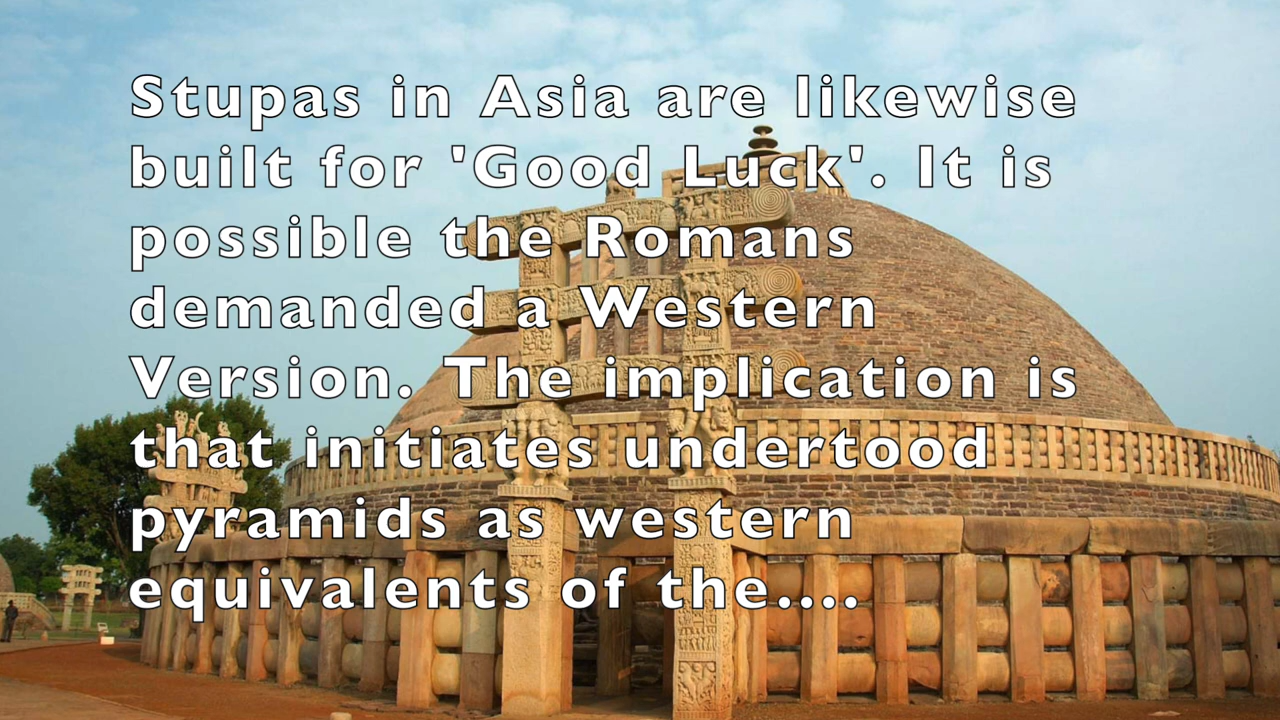 Stupas in Asia are likewise
built for 'Good Luck'. It is
possible the Romans
demanded a Western
Version. The implication is
that initiates undertood
pyramids as western
equivalents of the....